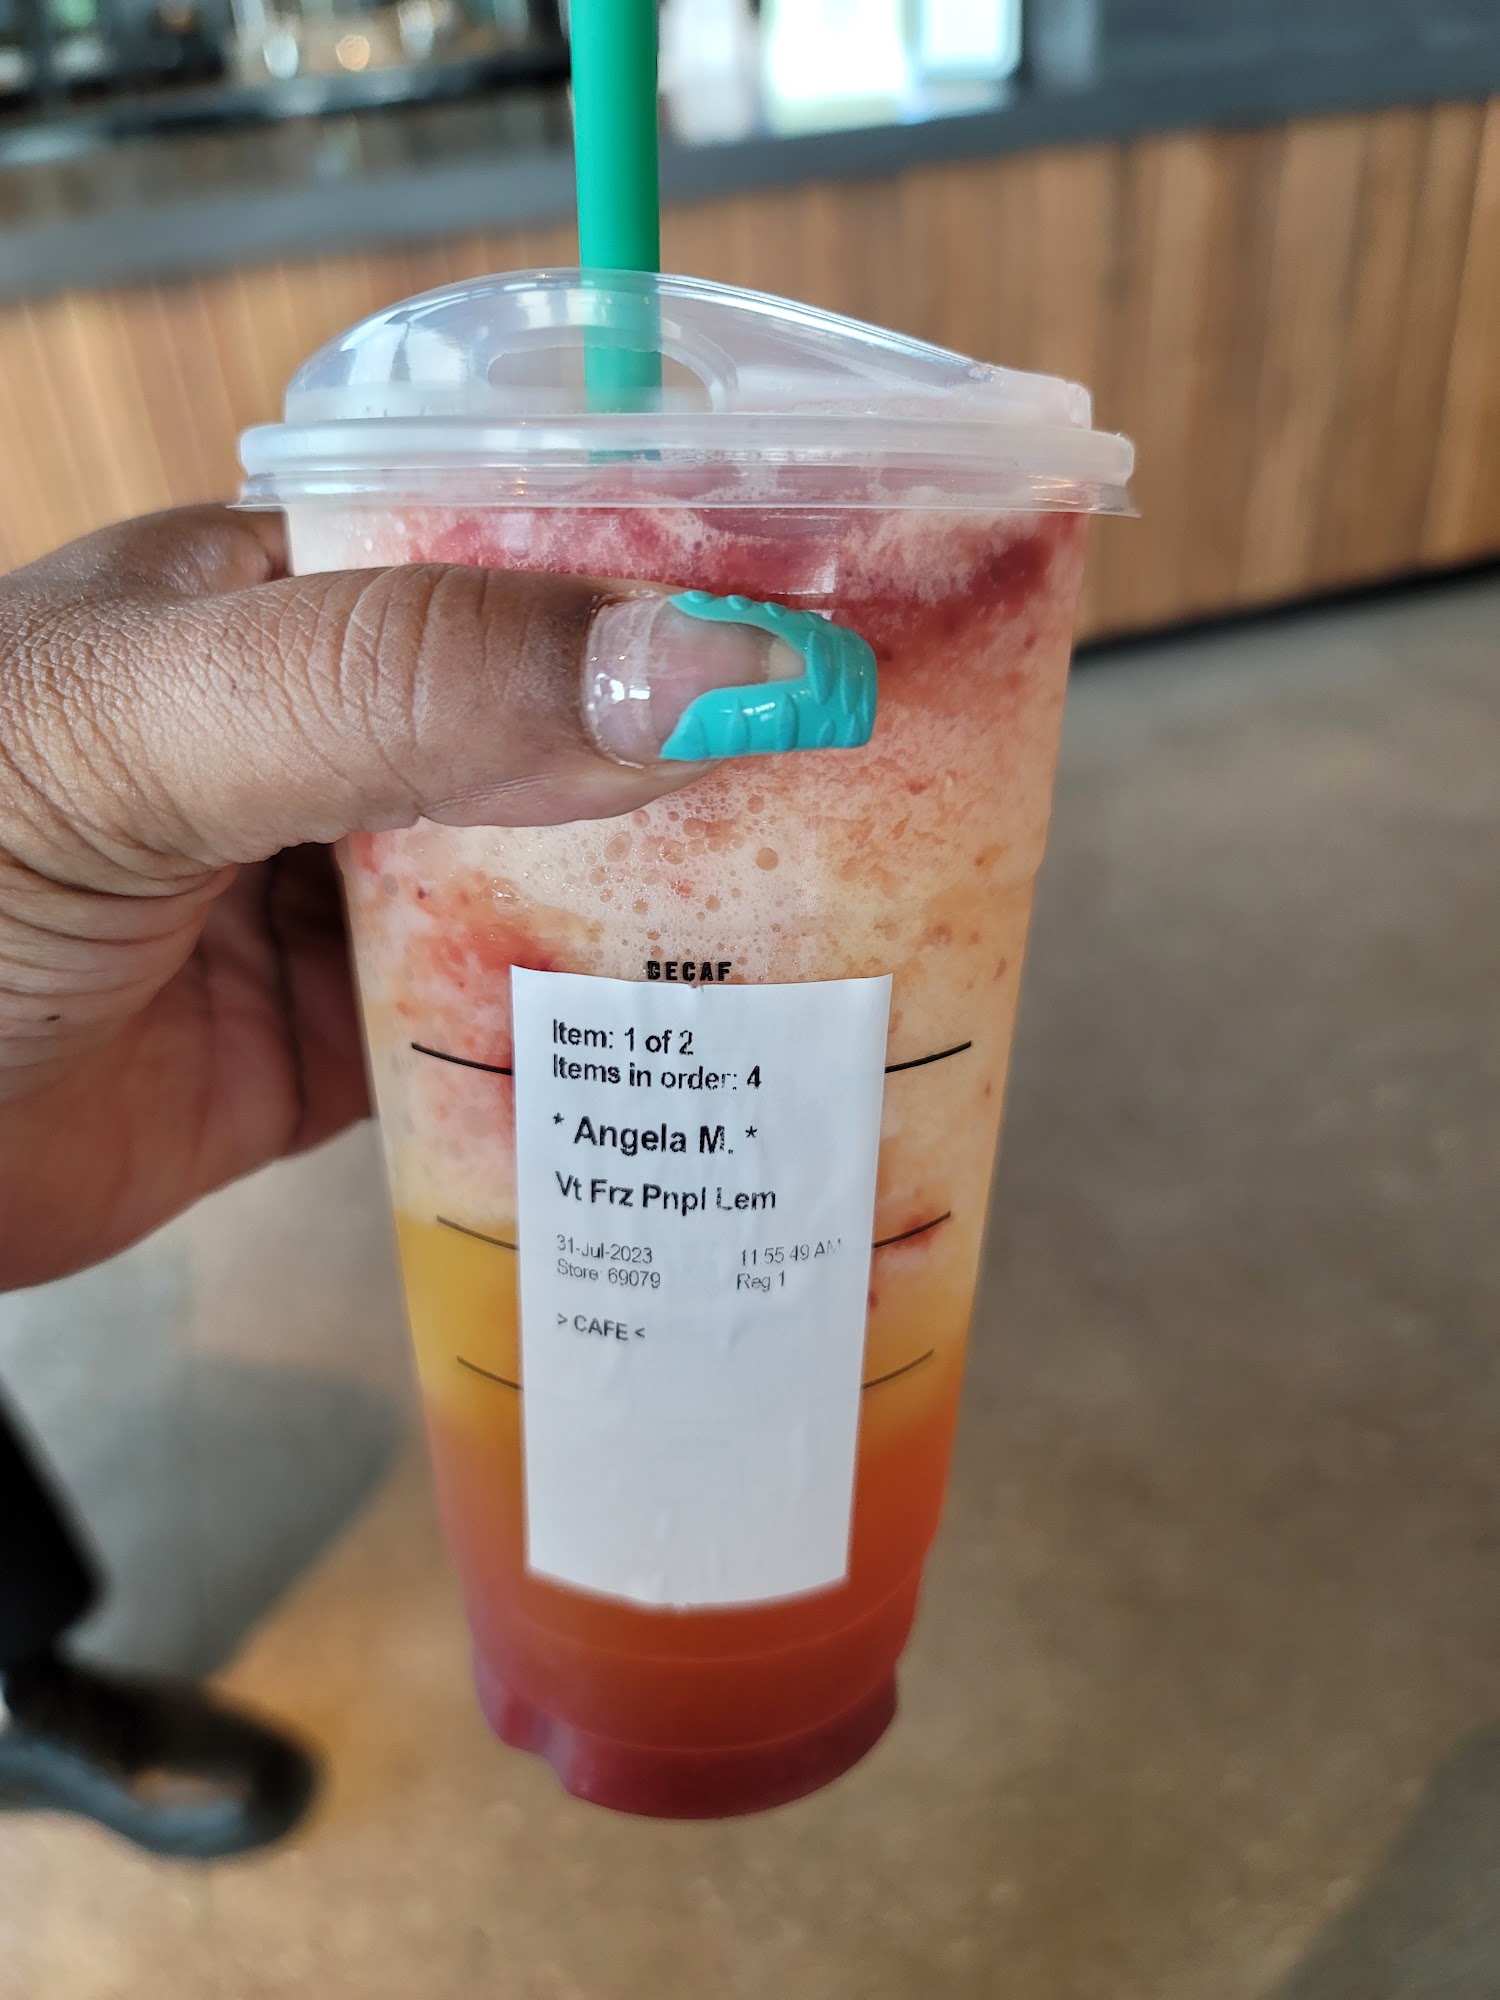 DECAF
Item: 1 of 2
Items in order: 4
* Angela M. *
Vt Frz Pnpl Lem
31-Jul-2023 11:55:49 AM
Store: 69079 Reg 1
> CAFE <